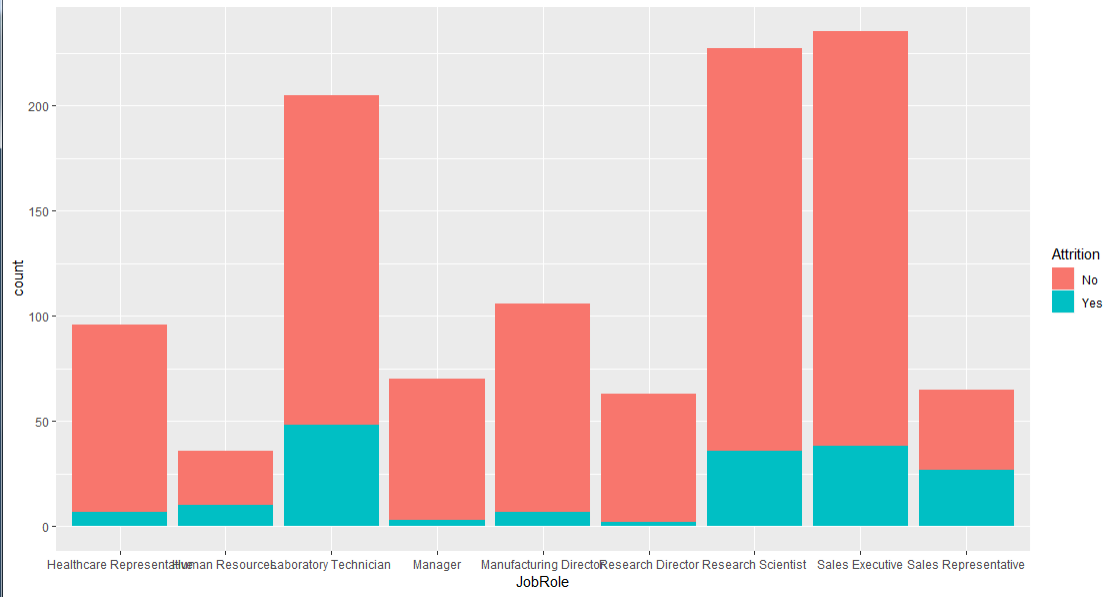 200
150
100
50
0
count
Healthcare Representative Human Resources Laboratory Technician Manager Manufacturing Director Research Director Research Scientist Sales Executive Sales Representative
JobRole
Attrition
No
Yes